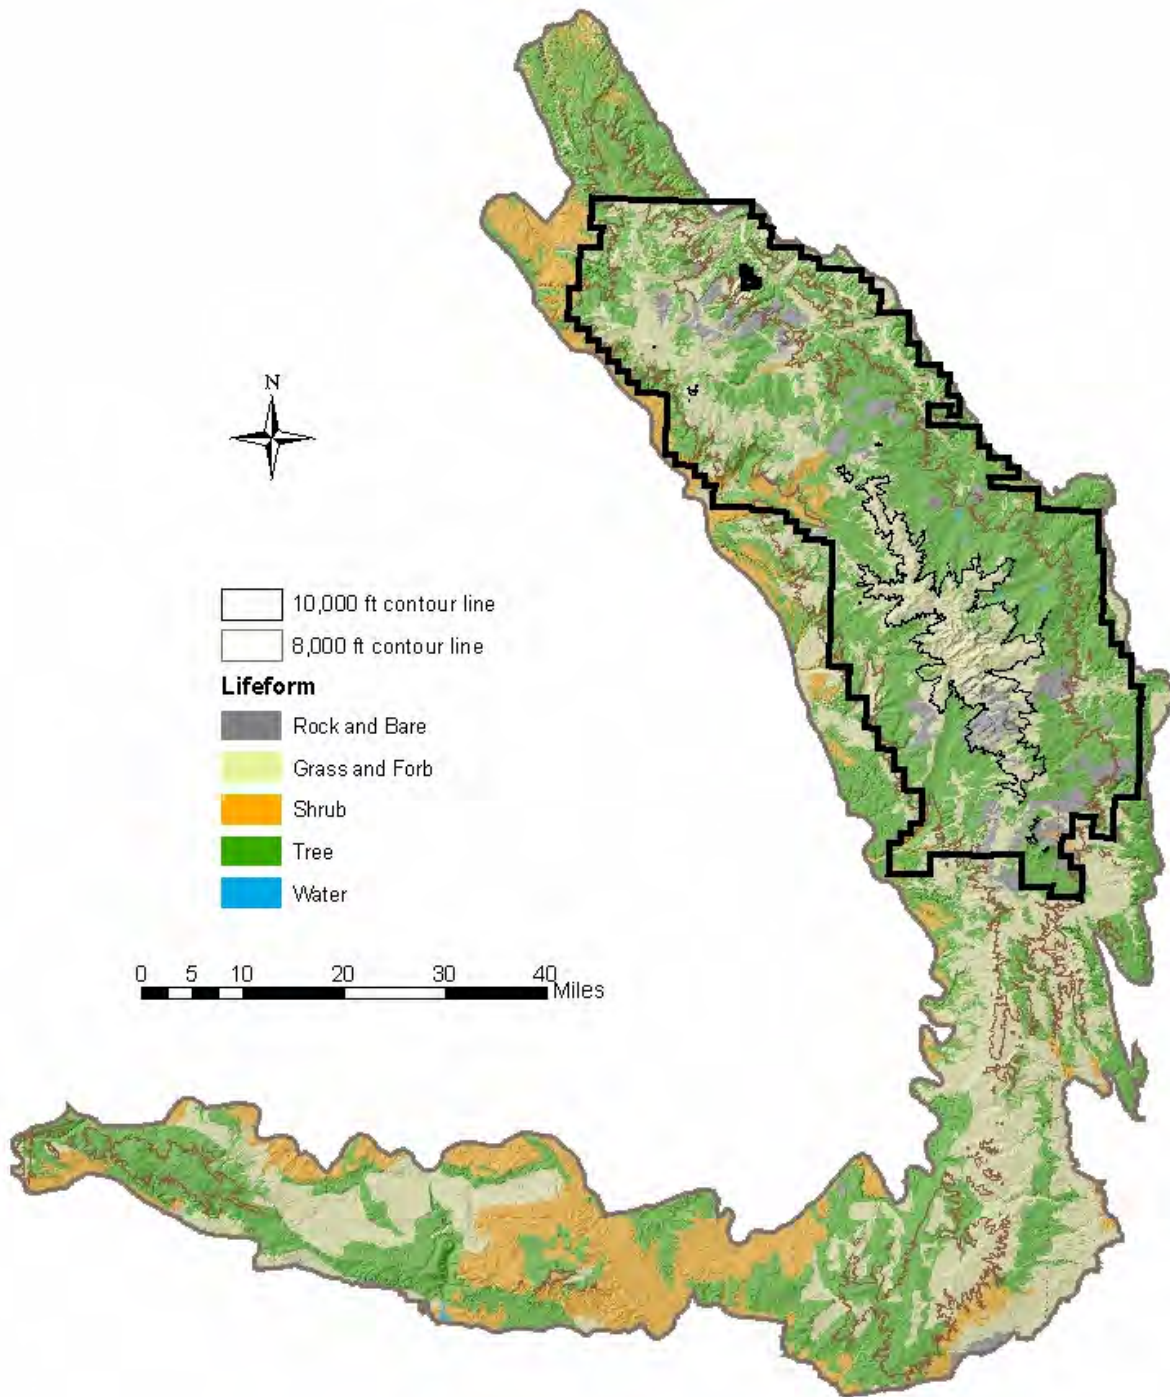 N
10,000 ft contour line
8,000 ft contour line
Lifeform
Rock and Bare
Grass and Forb
Shrub
Tree
Water
0 5 10 20 30 40
Miles